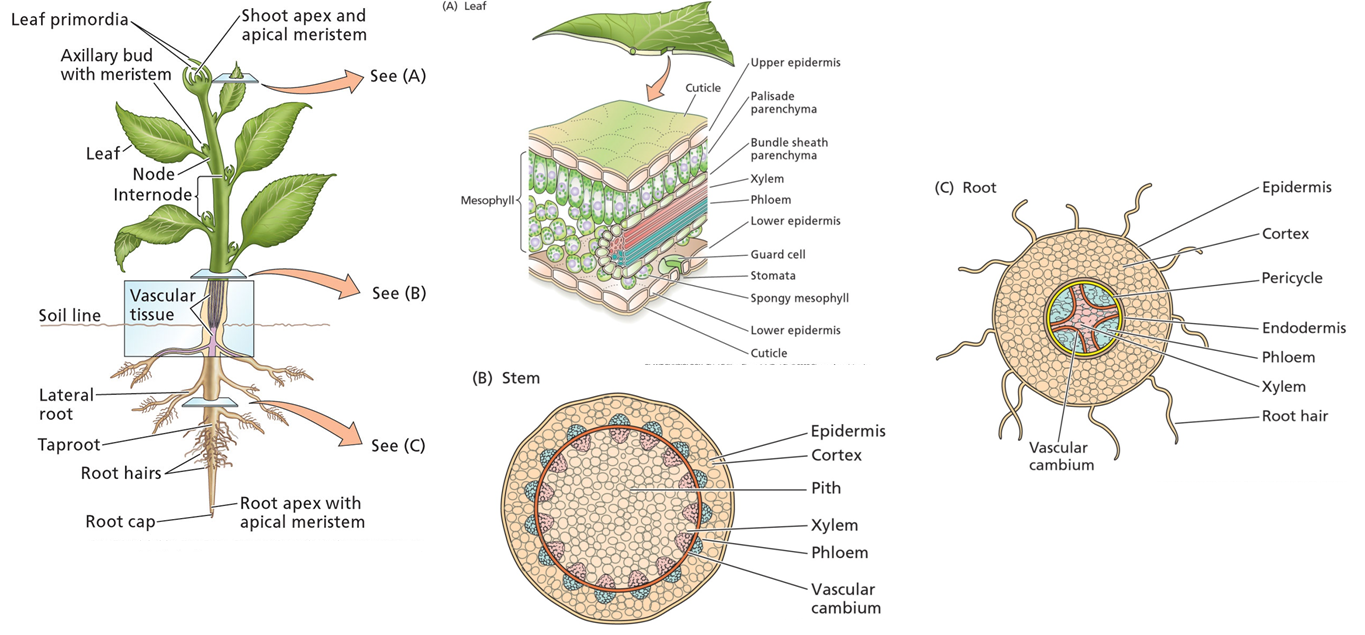 Leaf primordia
Shoot apex and
apical meristem
Axillary bud
with meristem
See (A)
Leaf
Node
Internode
See (B)
Vascular
tissue
Soil line
Lateral
root
See (C)
Taproot
Root hairs
Root apex with
apical meristem
Root cap
(A) Leaf
Upper epidermis
Cuticle
Palisade
parenchyma
Bundle sheath
parenchyma
Xylem
Mesophyll
Phloem
Lower epidermis
Guard cell
Stomata
Spongy mesophyll
Lower epidermis
Cuticle
(B) Stem
Epidermis
Cortex
Pith
Xylem
Phloem
Vascular
cambium
(C) Root
Epidermis
Cortex
Pericycle
Endodermis
Phloem
Xylem
Root hair
Vascular
cambium